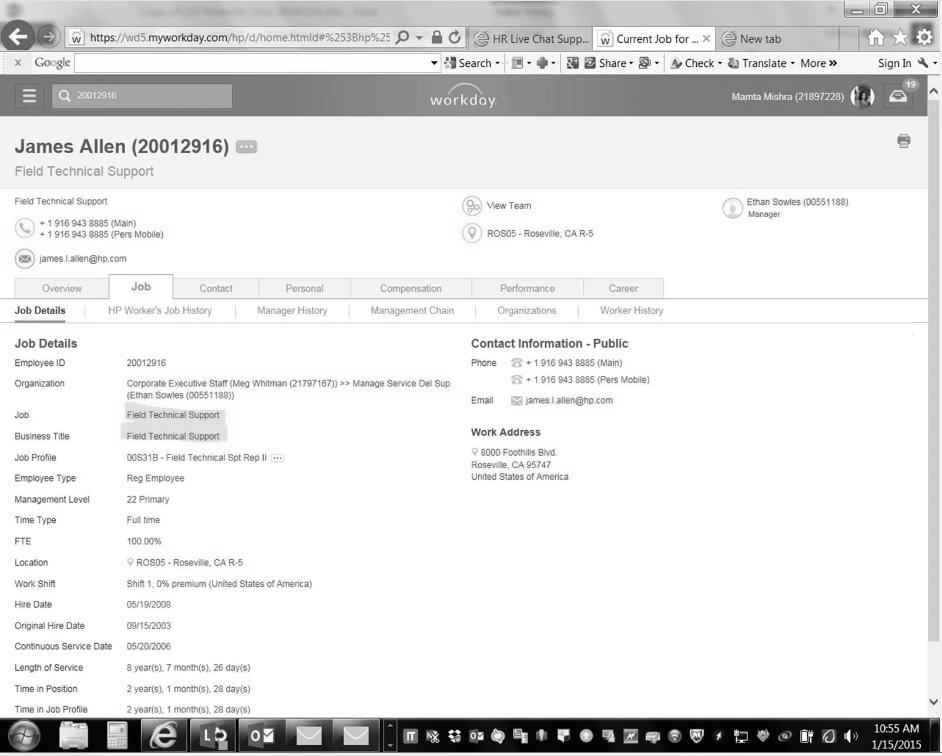 https://wd5.myworkday.com/hp/d/home.htmld#%253Bhp%25
HR Live Chat Supp...
Current Job for ...
New tab
Google
Search
Share
Check
Translate
More »
Sign In
20012916
workday.
Mamta Mishra (21897228)
19
James Allen (20012916)
Field Technical Support
Field Technical Support
+ 1 916 943 8885 (Main)
+ 1 916 943 8885 (Pers Mobile)
james.l.allen@hp.com
View Team
ROS05 - Roseville, CA R-5
Ethan Sowles (00551188)
Manager
Overview
Job
Contact
Personal
Compensation
Performance
Career
Job Details
HP Worker's Job History
Manager History
Management Chain
Organizations
Worker History
Job Details
Employee ID 20012916
Organization Corporate Executive Staff (Meg Whitman (21797167)) >> Manage Service Del Sup
(Ethan Sowles (00551188))
Job Field Technical Support
Business Title Field Technical Support
Job Profile 00S31B - Field Technical Spt Rep II
Employee Type Reg Employee
Management Level 22 Primary
Time Type Full time
FTE 100.00%
Location ROS05 - Roseville, CA R-5
Work Shift Shift 1, 0% premium (United States of America)
Hire Date 05/19/2008
Original Hire Date 09/15/2003
Continuous Service Date 05/20/2006
Length of Service 8 year(s), 7 month(s), 26 day(s)
Time in Position 2 year(s), 1 month(s), 28 day(s)
Time in Job Profile 2 year(s), 1 month(s), 28 day(s)
Contact Information - Public
Phone + 1 916 943 8885 (Main)
+ 1 916 943 8885 (Pers Mobile)
Email james.l.allen@hp.com
Work Address
8000 Foothills Blvd.
Roseville, CA 95747
United States of America
10:55 AM
1/15/2015